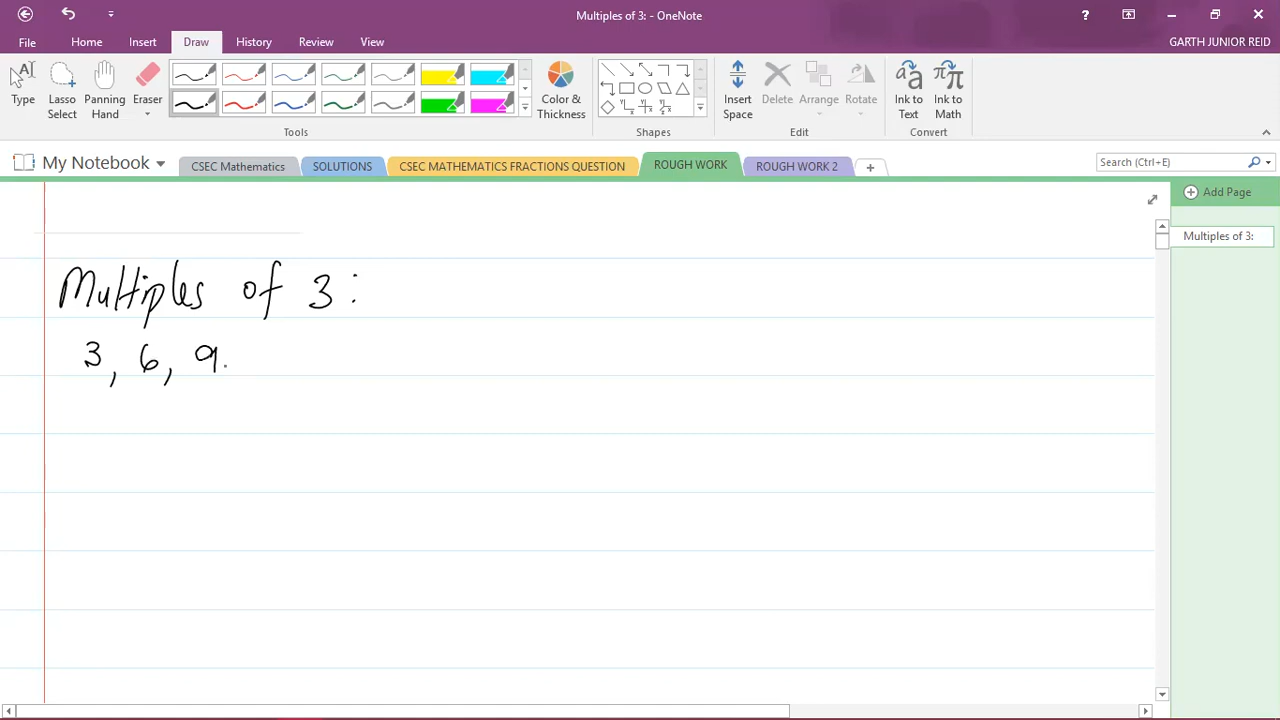 Multiples of 3: - OneNote
File Home Insert Draw History Review View GARTH JUNIOR REID
Type Lasso Select Panning Hand Eraser Color & Thickness Insert Space Delete Arrange Rotate Ink to Text Ink to Math
Tools Shapes Edit Convert
My Notebook CSEC Mathematics SOLUTIONS CSEC MATHEMATICS FRACTIONS QUESTION ROUGH WORK ROUGH WORK 2 Search (Ctrl+E)
Add Page
Multiples of 3:
Multiples of 3:
3, 6, 9.